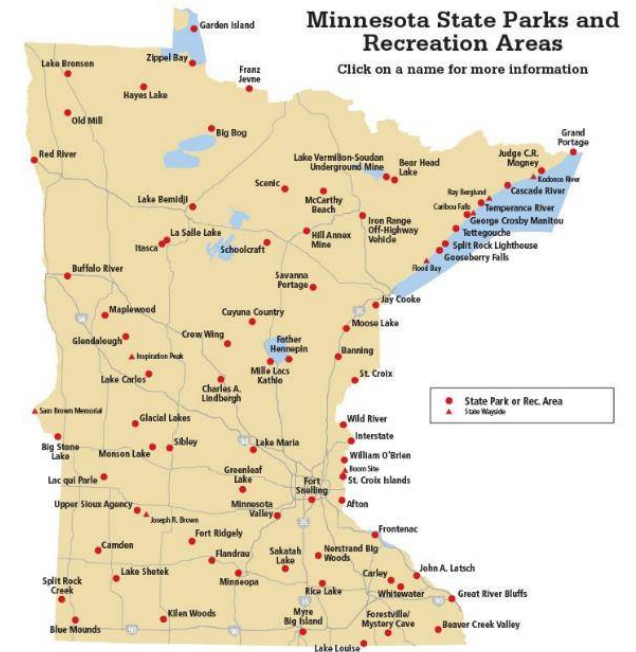 Minnesota State Parks and
Recreation Areas
Click on a name for more information
Garden Island
Zippel Bay
Lake Bronson
Franz
Jevne
Hayes Lake
Old Mill
Big Bog
Red River
Grand
Portage
Judge C.R.
Magney
Kodonce River
Lake Vermilion-Soudan
Underground Mine
Bear Head
Lake
Ray Berglund
Cascade River
Scenic
McCarthy
Beach
Caribou Falls
Temperance River
George Crosby Manitou
Lake Bemidji
Iron Range
Off-Highway
Vehicle
Tettegouche
La Salle Lake
Itasca
Schoolcraft
Hill Annex
Mine
Split Rock Lighthouse
Gooseberry Falls
Flood Bay
Buffalo River
Savanna
Portage
Jay Cooke
35
Maplewood
94
Cuyuna Country
Moose Lake
Glendalough
Crow Wing
Father
Hennepin
Banning
Inspiration Peak
Mille Lacs
Kathio
Lake Carlos
Charles A.
Lindbergh
St. Croix
State Park or Rec. Area
State Wayside
Sam Brown Memorial
Glacial Lakes
Wild River
Big Stone
Lake
Monson Lake
Sibley
94
Lake Maria
Interstate
William O'Brien
Boom Site
St. Croix Islands
Lac qui Parle
Greenleaf
Lake
Fort
Snelling
Upper Sioux Agency
Joseph R. Brown
Minnesota
Valley
Afton
35
Frontenac
Fort Ridgely
Camden
Flandrau
Sakatah
Lake
Nerstrand Big
Woods
Lake Shetek
Minneopa
Carley
John A. Latsch
Split Rock
Creek
Rice Lake
Whitewater
Great River Bluffs
35
90
Kilen Woods
Myre
Big Island
Forestville/
Mystery Cave
Beaver Creek Valley
Blue Mounds
90
90
Lake Louise